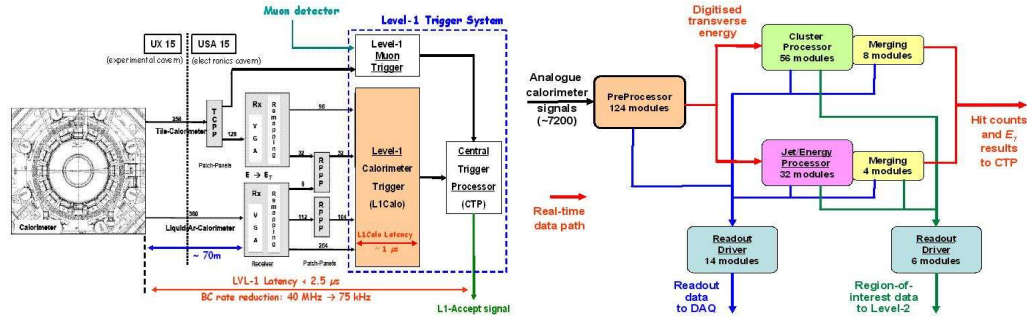 Muon detector
Level-1 Trigger System
UX 15
USA 15
(experimental cavern)
(electronics cavern)
Level-1
Muon
Trigger
TCPP
256
Tile-Calorimeter
128
Patch-Panels
Rx
VGA
Remapping
96
32
32
RPPP
E → ET
Level-1
Calorimeter
Trigger
(L1Calo)
Central
Trigger
Processor
(CTP)
Rx
VGA
Remapping
RPPP
112
104
264
Calorimeter
Liquid-Ar-Calorimeter
~ 70m
Receiver
Patch-Panels
L1Calo Latency
~ 1 µs
LVL-1 Latency < 2.5 µs
BC rate reduction: 40 MHz → 75 kHz
L1-Accept signal
Digitised
transverse
energy
Cluster
Processor
56 modules
Merging
8 modules
Analogue
calorimeter
signals
(~7200)
PreProcessor
124 modules
Hit counts
and ET
results
to CTP
Jet/Energy
Processor
32 modules
Merging
4 modules
Real-time
data path
Readout
Driver
14 modules
Readout
Driver
6 modules
Readout
data
to DAQ
Region-of-
interest data
to Level-2